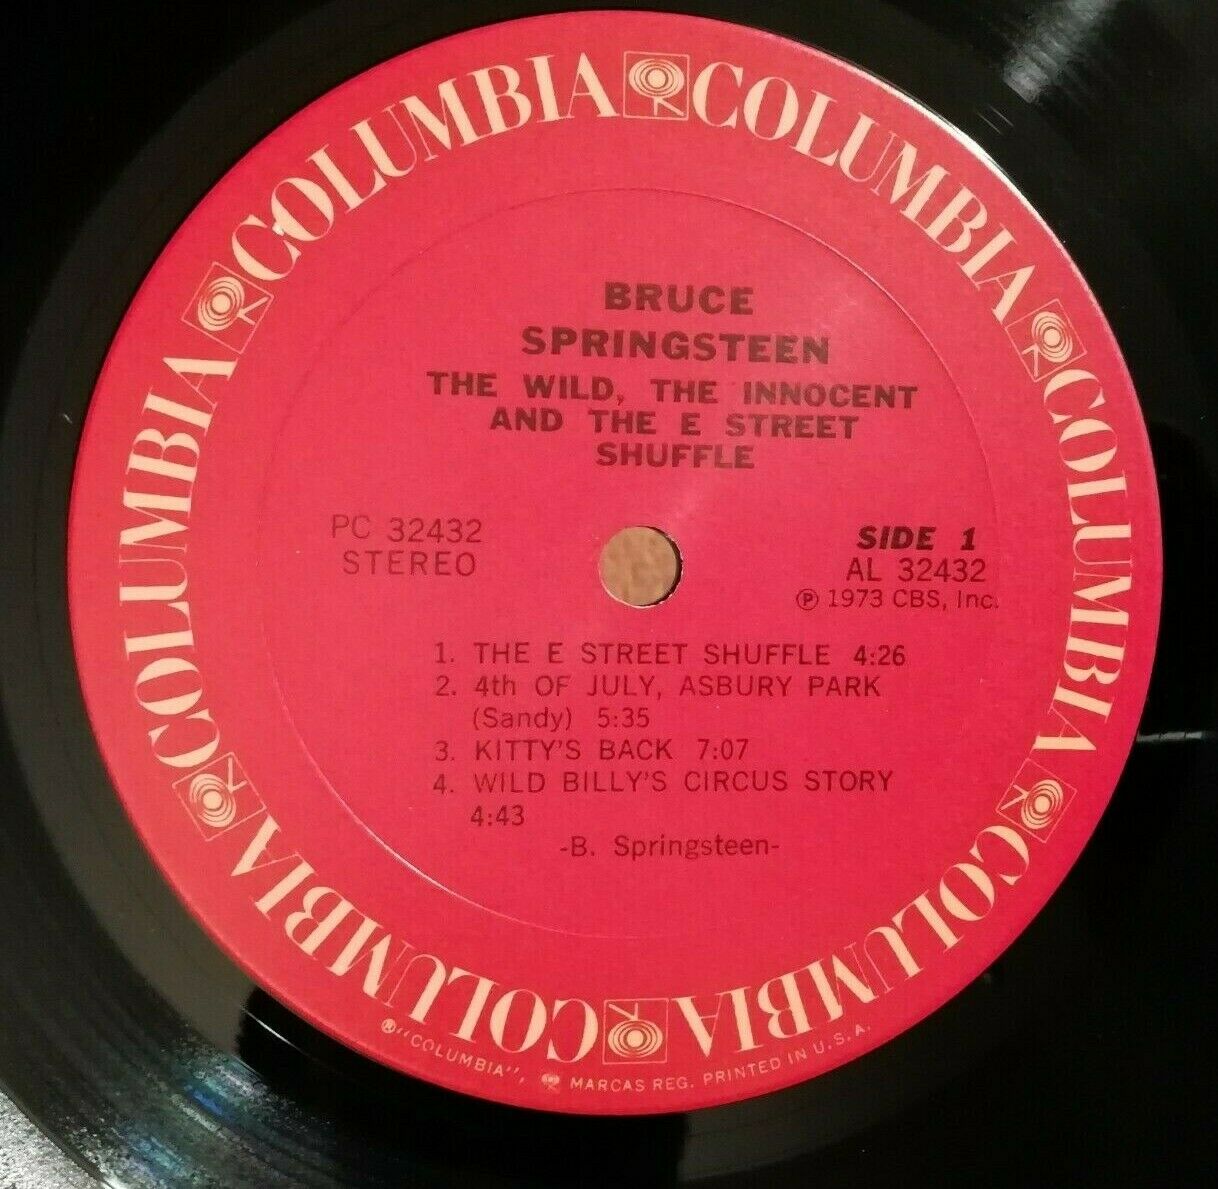 COLUMBIA COLUMBIA COLUMBIA COLUMBIA COLUMBIA COLUMBIA
BRUCE
SPRINGSTEEN
THE WILD, THE INNOCENT
AND THE E STREET
SHUFFLE
PC 32432
STEREO
SIDE 1
AL 32432
Ⓟ 1973 CBS, Inc.
1. THE E STREET SHUFFLE 4:26
2. 4th OF JULY, ASBURY PARK
(Sandy) 5:35
3. KITTY'S BACK 7:07
4. WILD BILLY'S CIRCUS STORY
4:43
-B. Springsteen-
®"COLUMBIA", MARCAS REG. PRINTED IN U.S.A.